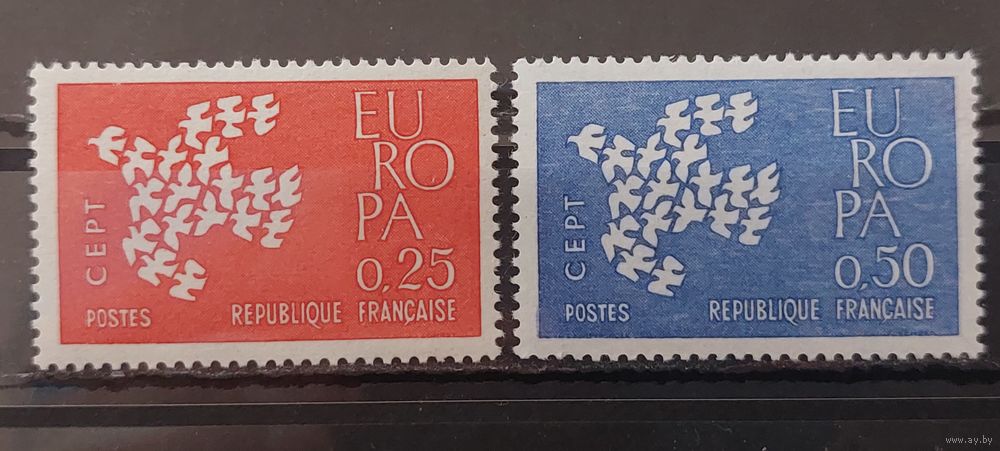 CEPT
EU
RO
PA
0,25
POSTES
REPUBLIQUE FRANÇAISE
CEPT
EU
RO
PA
0,50
POSTES
REPUBLIQUE FRANÇAISE
www.ay.by